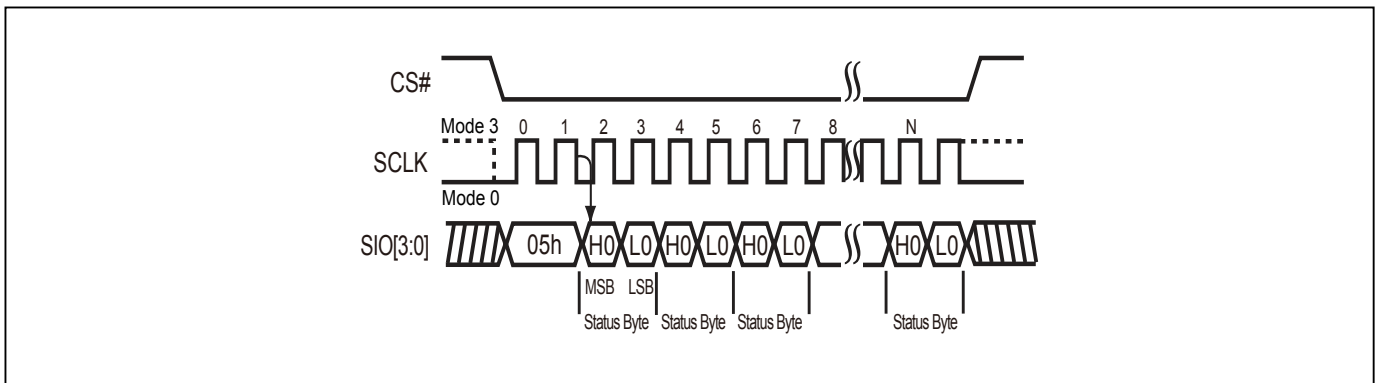 CS#
Mode 3 0 1 2 3 4 5 6 7 8 N
SCLK
Mode 0
SIO[3:0] 05h H0 L0 H0 L0 H0 L0 H0 L0
MSB LSB
Status Byte Status Byte Status Byte Status Byte